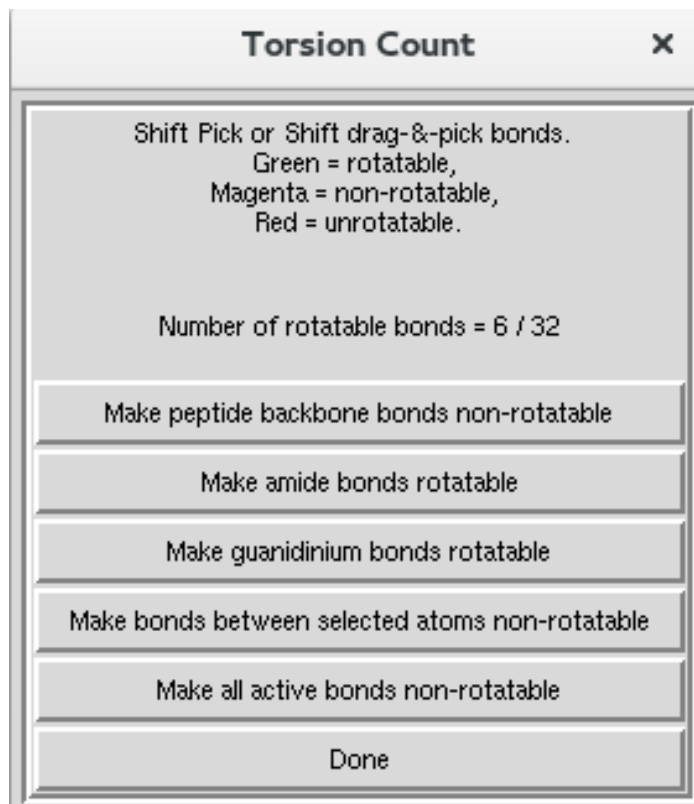 Torsion Count ×
Shift Pick or Shift drag-&-pick bonds.
Green = rotatable,
Magenta = non-rotatable,
Red = unrotatable.
Number of rotatable bonds = 6 / 32
Make peptide backbone bonds non-rotatable
Make amide bonds rotatable
Make guanidinium bonds rotatable
Make bonds between selected atoms non-rotatable
Make all active bonds non-rotatable
Done